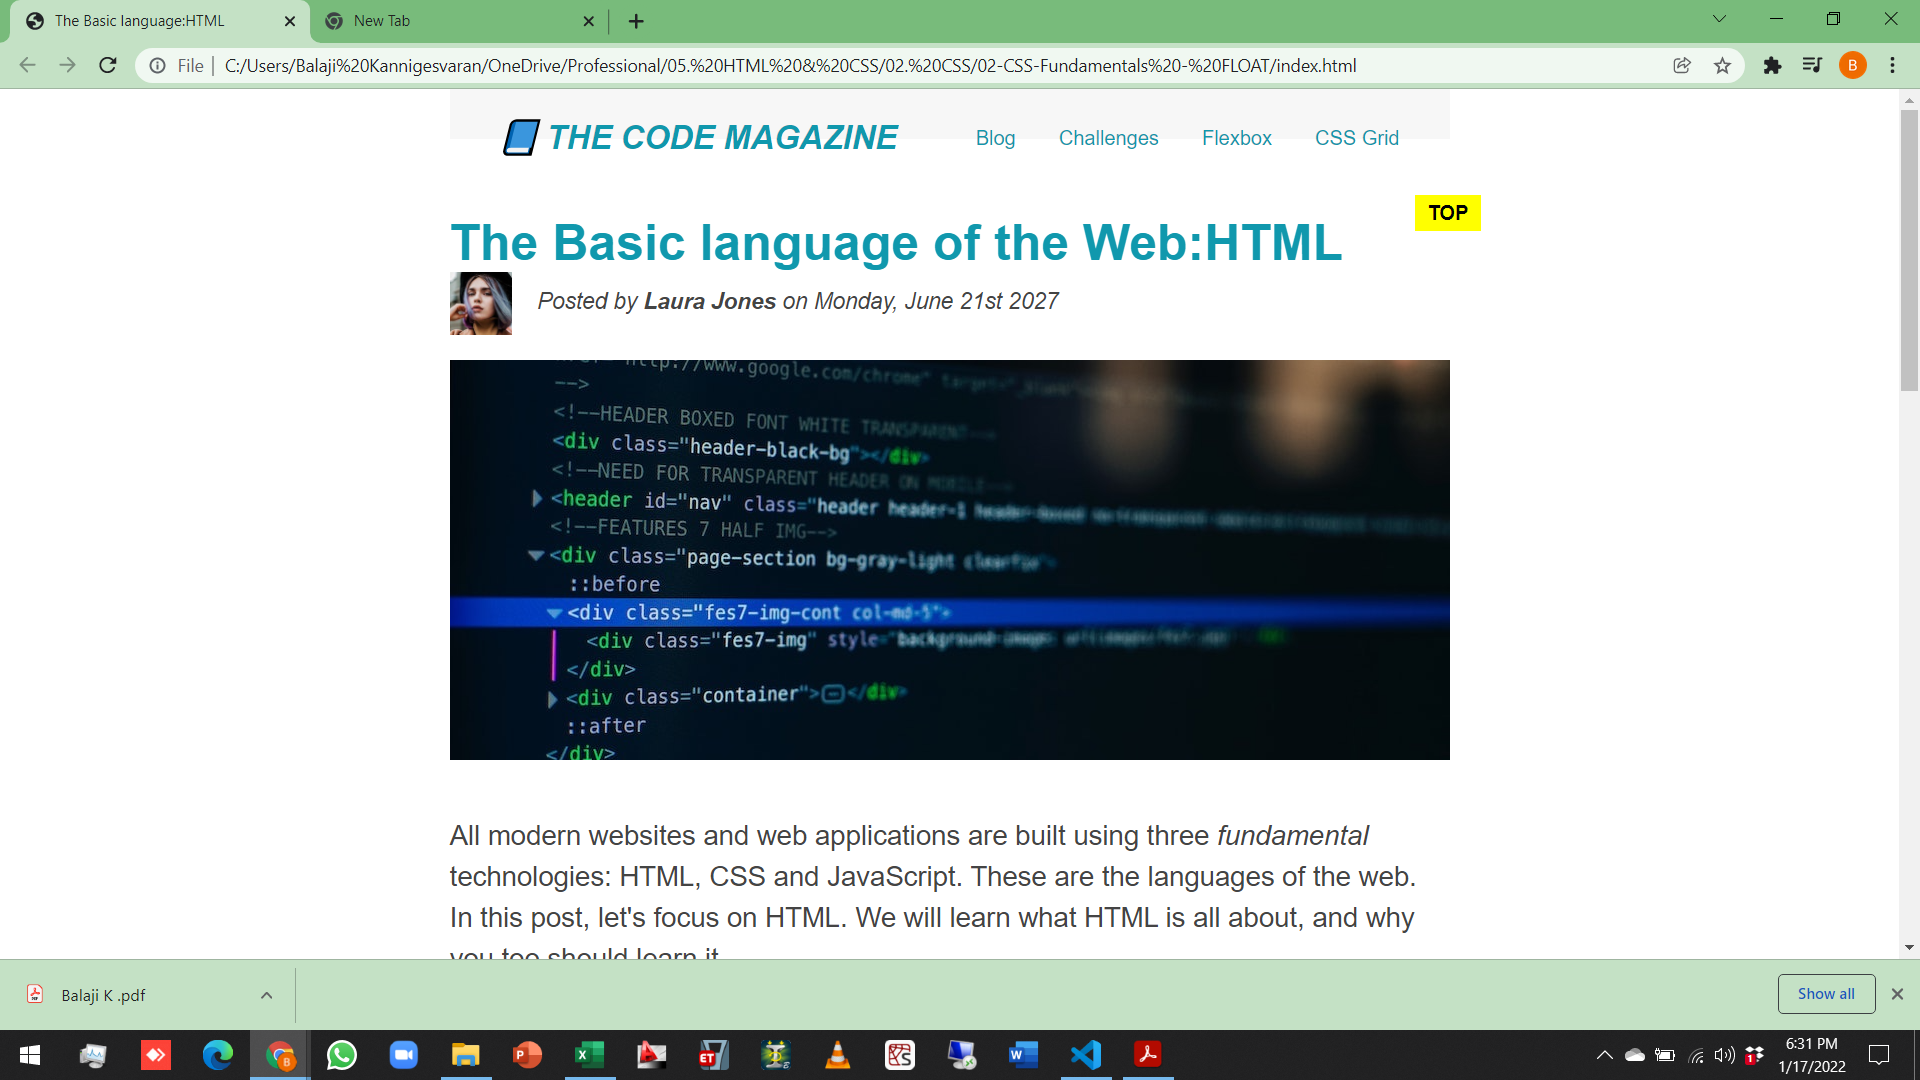 The Basic language:HTML
New Tab
File
C:/Users/Balaji%20Kannigesvaran/OneDrive/Professional/05.%20HTML%20&%20CSS/02.%20CSS/02-CSS-Fundamentals%20-%20FLOAT/index.html
B
THE CODE MAGAZINE
Blog Challenges Flexbox CSS Grid
TOP
The Basic language of the Web:HTML
Posted by Laura Jones on Monday, June 21st 2027
http://www.google.com/chrome"
-->
<!--HEADER BOXED FONT WHITE TRANSPARENT-->
<div class="header-black-bg"></div>
<!--NEED FOR TRANSPARENT HEADER ON MOBILE-->
<header id="nav" class="header header-1 header-boxed
<!--FEATURES 7 HALF IMG-->
<div class="page-section bg-gray-light clearfix">
::before
<div class="fes7-img-cont col-md-5">
<div class="fes7-img" style="background-image:
</div>
<div class="container"></div>
::after
</div>
All modern websites and web applications are built using three fundamental
technologies: HTML, CSS and JavaScript. These are the languages of the web.
In this post, let's focus on HTML. We will learn what HTML is all about, and why
you too should learn it
Balaji K .pdf
Show all
6:31 PM
1/17/2022